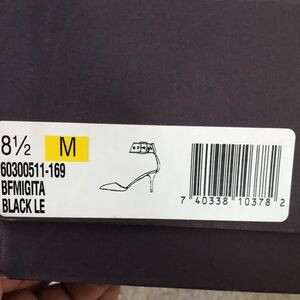 8½ M
60300511-169
BFMIGITA
BLACK LE
7 40338 10378 2